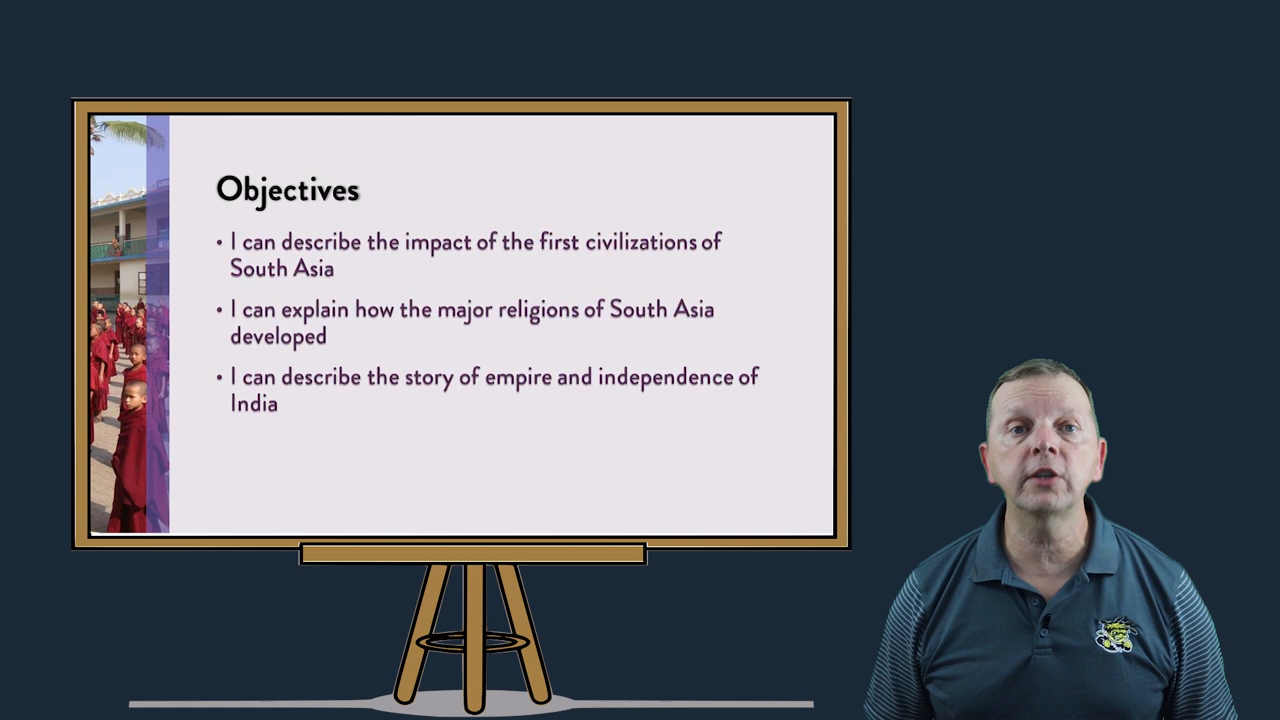 Objectives
• I can describe the impact of the first civilizations of
South Asia
• I can explain how the major religions of South Asia
developed
• I can describe the story of empire and independence of
India